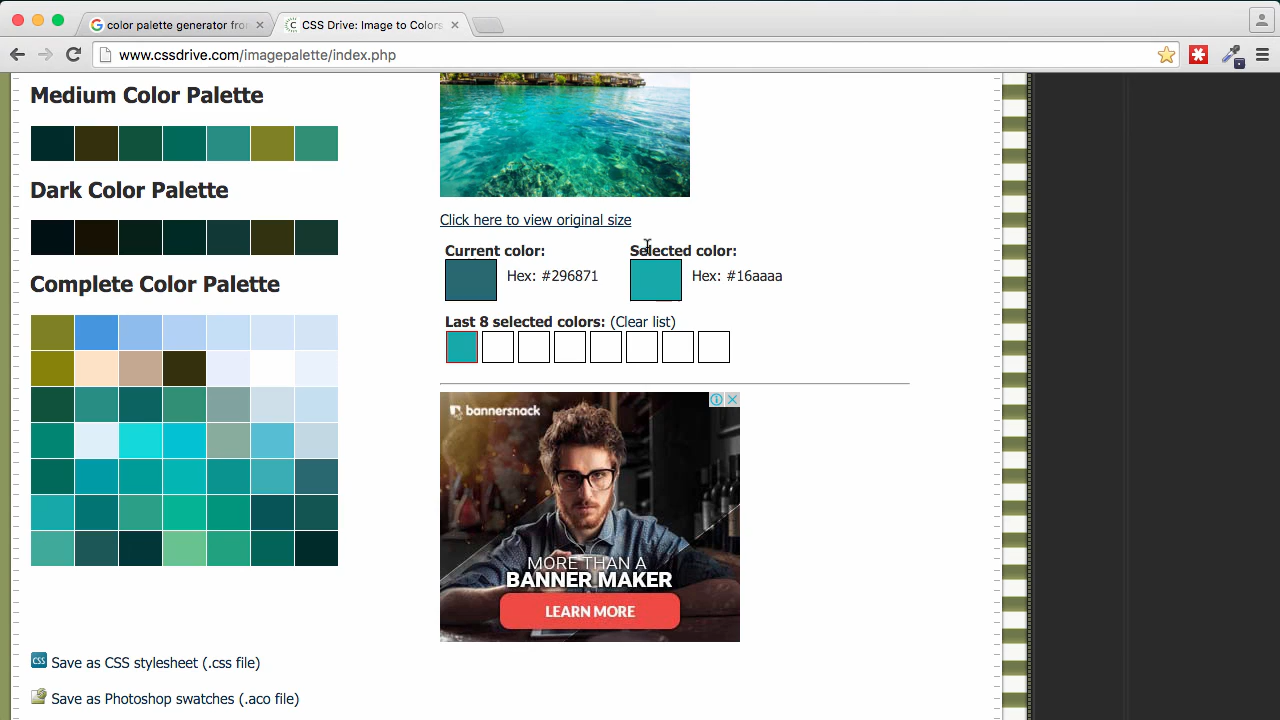 color palette generator from
CSS Drive: Image to Colors
www.cssdrive.com/imagepalette/index.php
Medium Color Palette
Dark Color Palette
Complete Color Palette
CSS Save as CSS stylesheet (.css file)
Save as Photoshop swatches (.aco file)
Click here to view original size
Current color:
Hex: #296871
Selected color:
Hex: #16aaaa
Last 8 selected colors: (Clear list)
bannersnack
MORE THAN A
BANNER MAKER
LEARN MORE